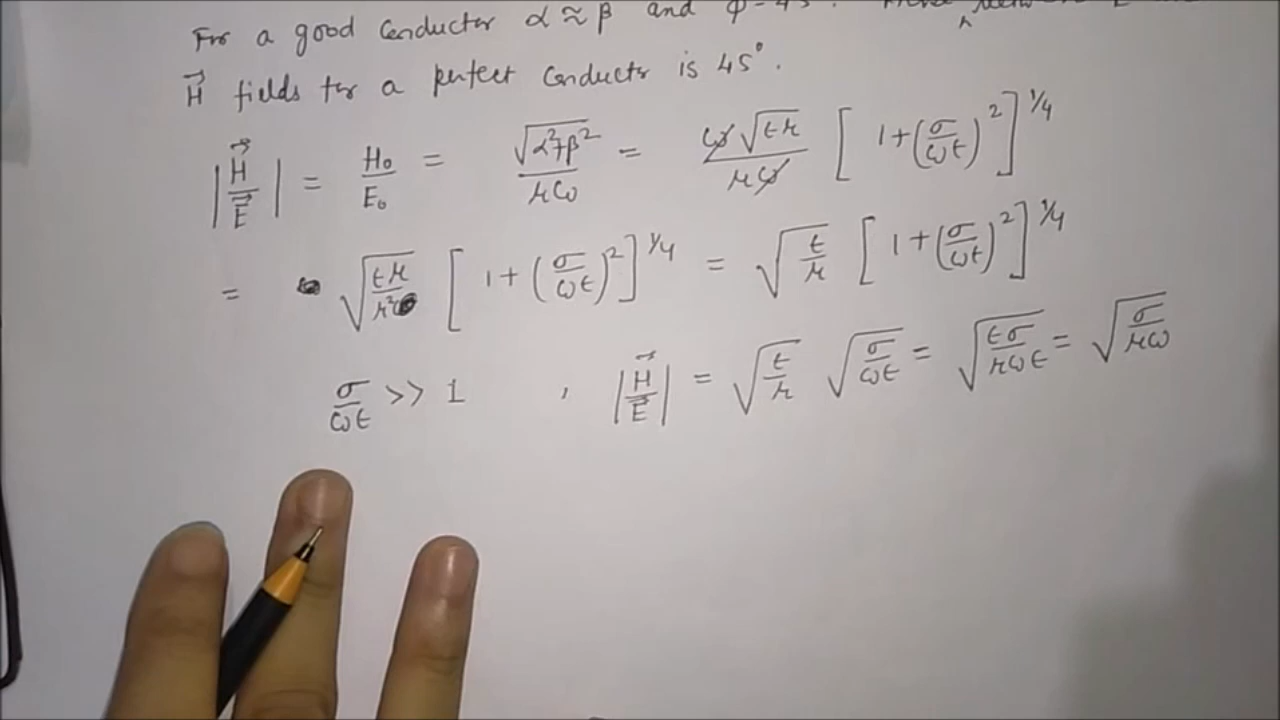 For a good conductor α ≈ β and φ = 45°.
H⃗ fields for a perfect conductor is 45°.
|H⃗/E⃗| = H₀/E₀ = √(α²+β²)/μω = ω√(εμ)/μω [1+(σ/ωε)²]^1/4
= √(εμ/μ²) [1+(σ/ωε)²]^1/4 = √(ε/μ) [1+(σ/ωε)²]^1/4
σ/ωε >> 1 , |H⃗/E⃗| = √(ε/μ) √(σ/ωε) = √(εσ/μωε) = √(σ/μω)